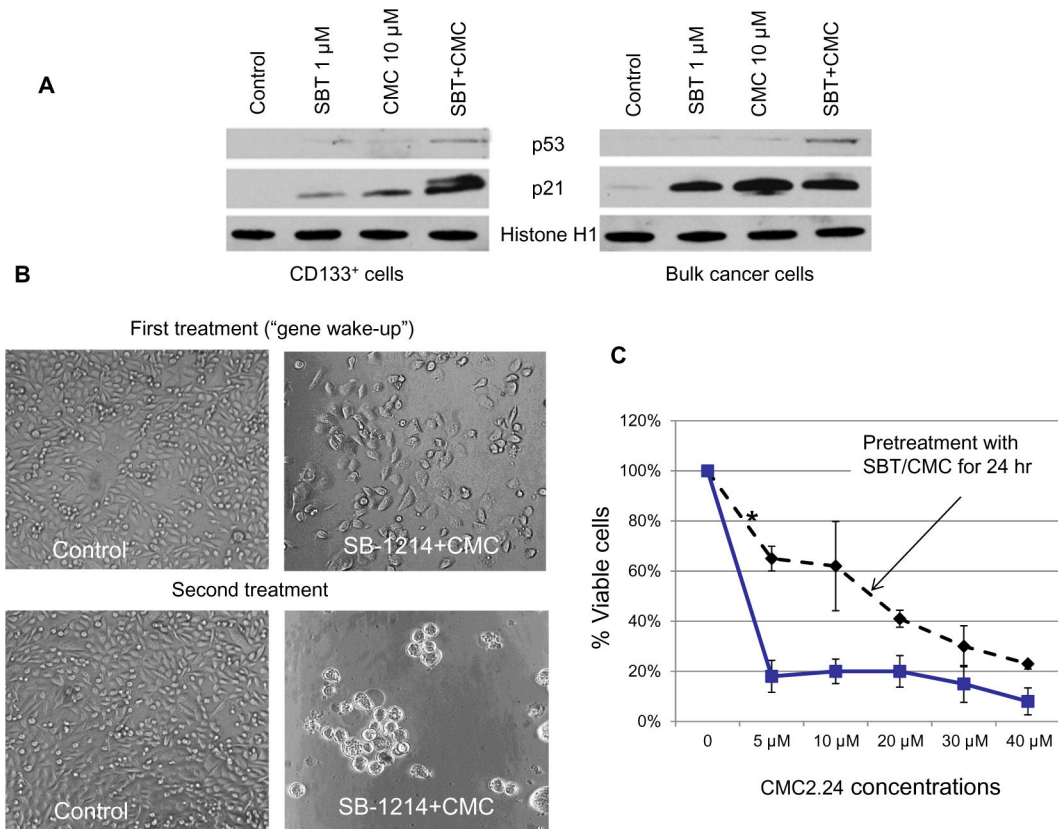 A
Control
SBT 1 µM
CMC 10 µM
SBT+CMC
Control
SBT 1 µM
CMC 10 µM
SBT+CMC
p53
p21
Histone H1
CD133⁺ cells
Bulk cancer cells
B
First treatment (“gene wake-up”)
Control
SB-1214+CMC
Second treatment
Control
SB-1214+CMC
C
120%
100%
80%
60%
40%
20%
0%
% Viable cells
Pretreatment with
SBT/CMC for 24 hr
*
0
5 µM
10 µM
20 µM
30 µM
40 µM
CMC2.24 concentrations